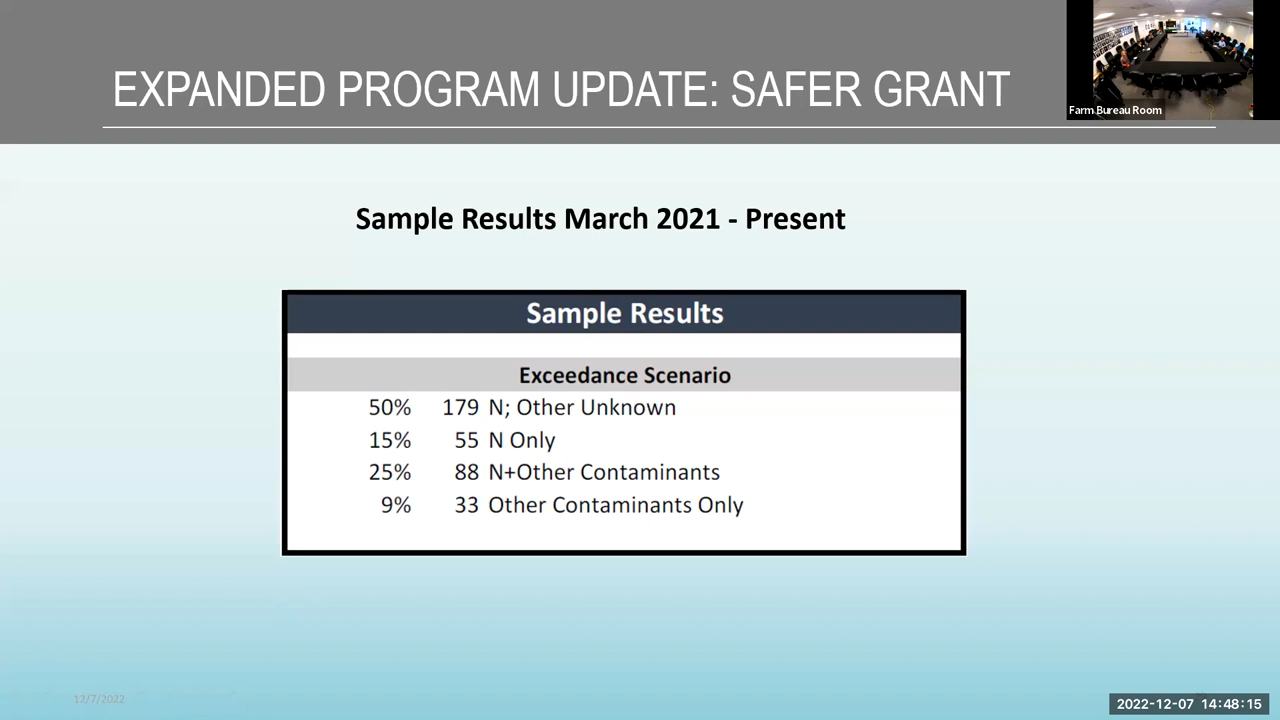 EXPANDED PROGRAM UPDATE: SAFER GRANT
Farm Bureau Room
Sample Results March 2021 - Present
Sample Results
Exceedance Scenario
50% 179 N; Other Unknown
15% 55 N Only
25% 88 N+Other Contaminants
9% 33 Other Contaminants Only
12/7/2022
2022-12-07 14:48:15